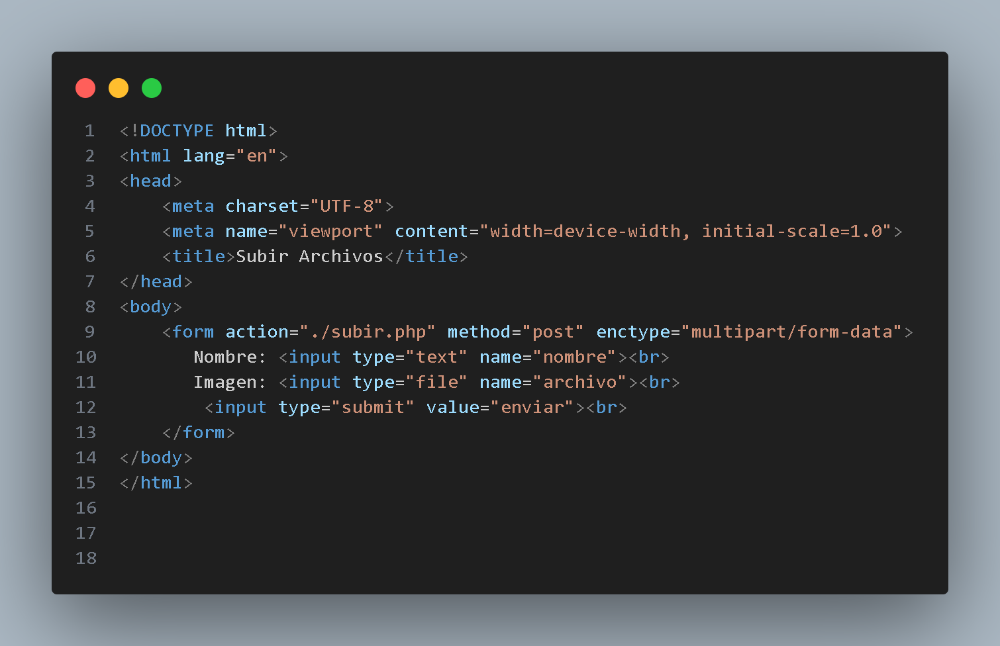 1 <!DOCTYPE html>
2 <html lang="en">
3 <head>
4     <meta charset="UTF-8">
5     <meta name="viewport" content="width=device-width, initial-scale=1.0">
6     <title>Subir Archivos</title>
7 </head>
8 <body>
9     <form action="./subir.php" method="post" enctype="multipart/form-data">
10        Nombre: <input type="text" name="nombre"><br>
11        Imagen: <input type="file" name="archivo"><br>
12         <input type="submit" value="enviar"><br>
13     </form>
14 </body>
15 </html>
16
17
18